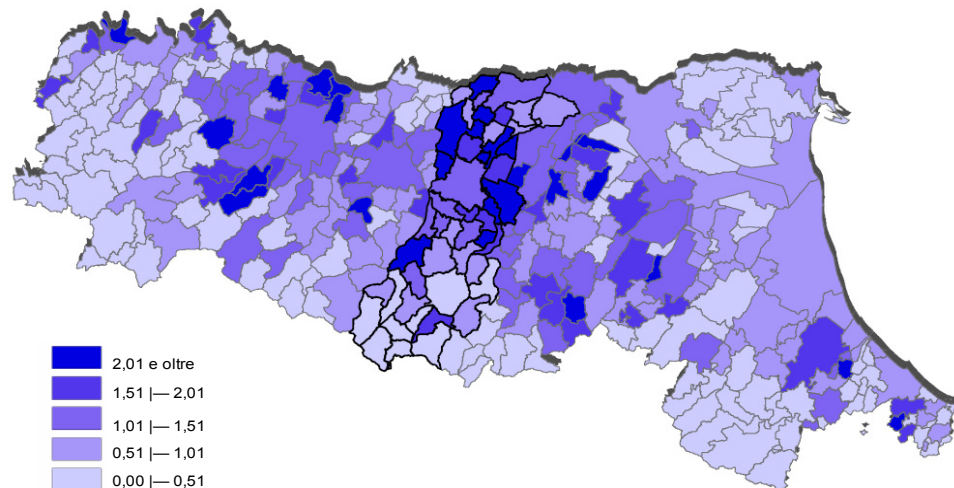 2,01 e oltre
1,51 |— 2,01
1,01 |— 1,51
0,51 |— 1,01
0,00 |— 0,51